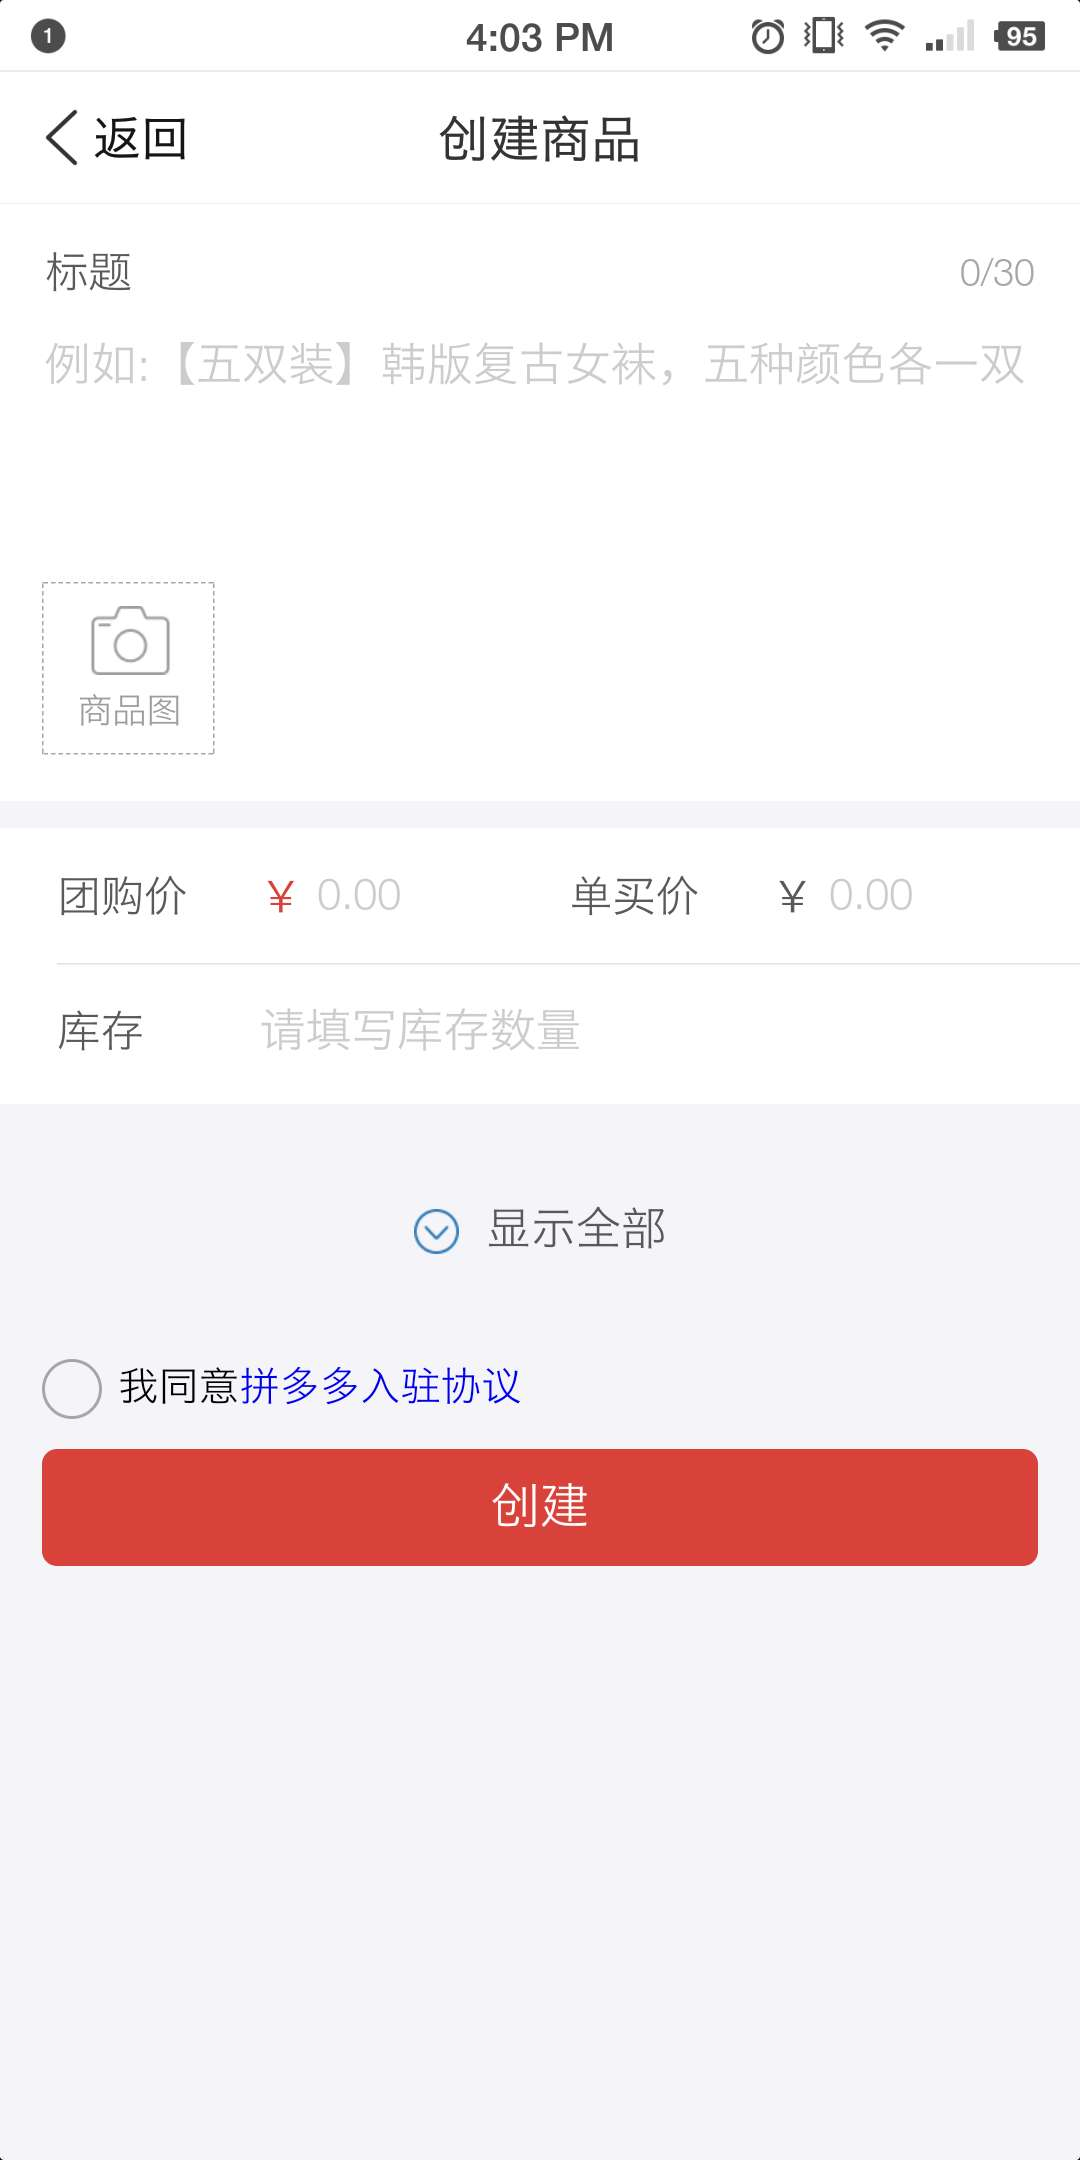 1 4:03 PM 95
返回 创建商品
标题 0/30
例如:【五双装】韩版复古女袜，五种颜色各一双
商品图
团购价 ¥ 0.00 单买价 ¥ 0.00
库存 请填写库存数量
显示全部
我同意拼多多入驻协议
创建